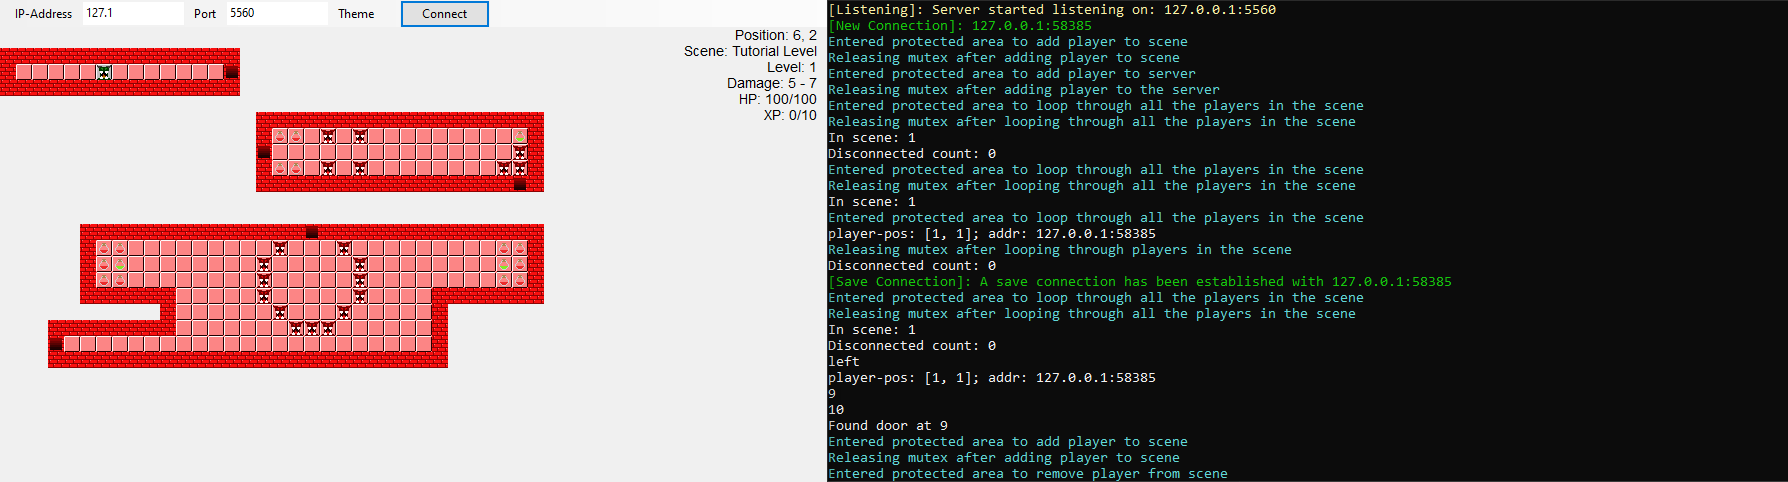 IP-Address 127.1 Port 5560 Theme Connect
Position: 6, 2
Scene: Tutorial Level
Level: 1
Damage: 5 - 7
HP: 100/100
XP: 0/10
[Listening]: Server started listening on: 127.0.0.1:5560
[New Connection]: 127.0.0.1:58385
Entered protected area to add player to scene
Releasing mutex after adding player to scene
Entered protected area to add player to server
Releasing mutex after adding player to the server
Entered protected area to loop through all the players in the scene
Releasing mutex after looping through all the players in the scene
In scene: 1
Disconnected count: 0
Entered protected area to loop through all the players in the scene
Releasing mutex after looping through all the players in the scene
In scene: 1
Entered protected area to loop through all the players in the scene
player-pos: [1, 1]; addr: 127.0.0.1:58385
Releasing mutex after looping through players in the scene
Disconnected count: 0
[Save Connection]: A save connection has been established with 127.0.0.1:58385
Entered protected area to loop through all the players in the scene
Releasing mutex after looping through all the players in the scene
In scene: 1
Disconnected count: 0
left
player-pos: [1, 1]; addr: 127.0.0.1:58385
9
10
Found door at 9
Entered protected area to add player to scene
Releasing mutex after adding player to scene
Entered protected area to remove player from scene